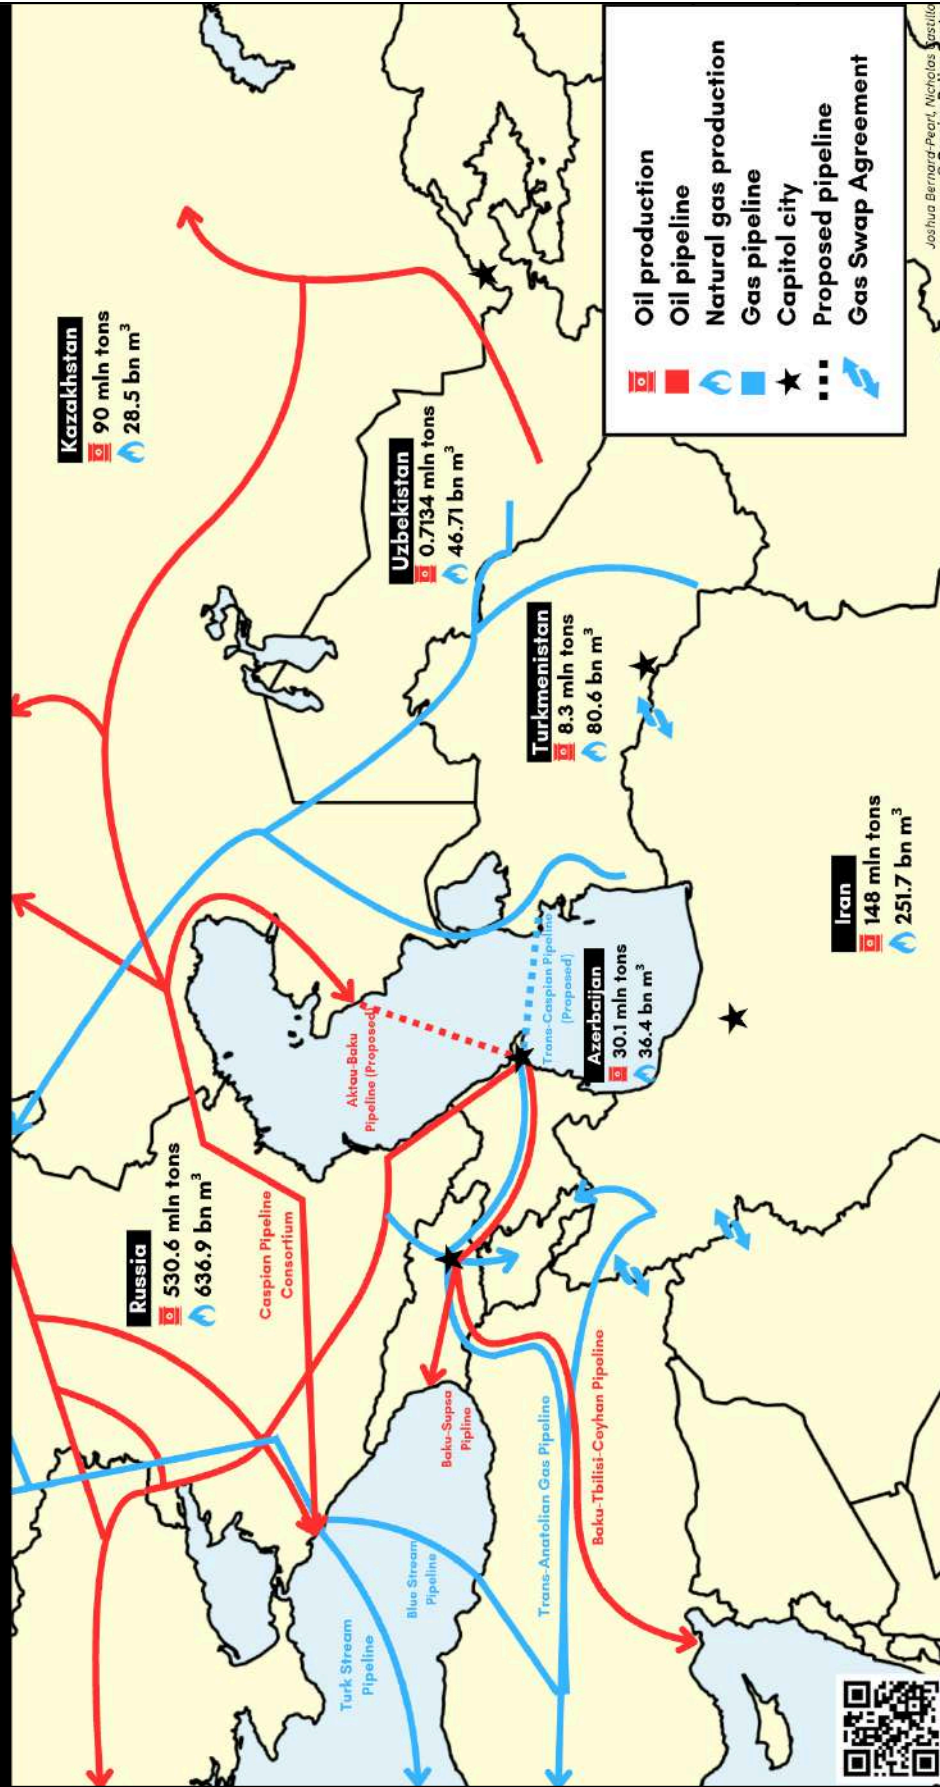 Kazakhstan
90 mln tons
28.5 bn m³
Russia
530.6 mln tons
636.9 bn m³
Caspian Pipeline
Consortium
Aktau-Baku
Pipeline (Proposed)
Uzbekistan
0.7134 mln tons
46.71 bn m³
Turkmenistan
8.3 mln tons
80.6 bn m³
Trans-Caspian Pipeline
(Proposed)
Azerbaijan
30.1 mln tons
36.4 bn m³
Turk Stream
Pipeline
Blue Stream
Pipeline
Baku-Supsa
Pipline
Trans-Anatolian Gas Pipeline
Baku-Tbilisi-Ceyhan Pipeline
Iran
148 mln tons
251.7 bn m³
Oil production
Oil pipeline
Natural gas production
Gas pipeline
Capitol city
Proposed pipeline
Gas Swap Agreement
Joshua Bernard-Pearl, Nicholas Castillo